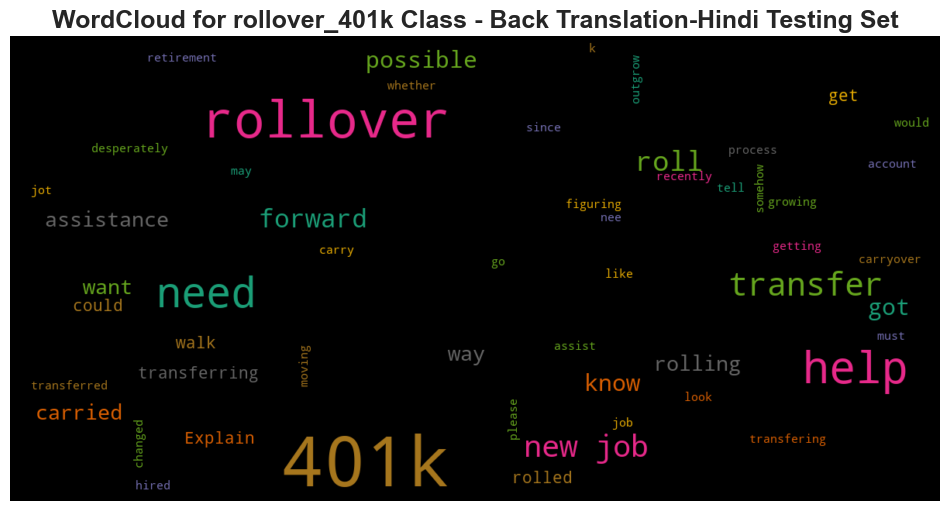 WordCloud for rollover_401k Class - Back Translation-Hindi Testing Set
k
retirement
possible
whether
outgrow
get
rollover
since
would
desperately
process
roll
account
may
recently
tell
somehow
jot
growing
figuring
assistance
forward
nee
getting
carry
carryover
go
like
want
need
transfer
could
got
must
walk
assist
way
help
moving
rolling
transferring
know
transferred
look
carried
please
job
changed
Explain
new job
transfering
401k
rolled
hired